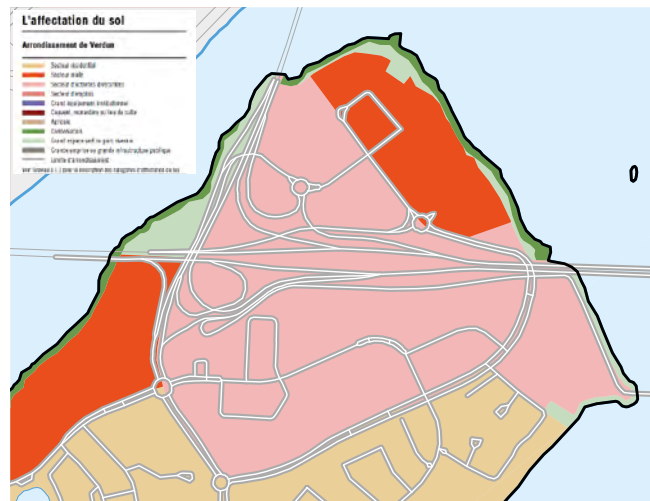 L'affectation du sol
Arrondissement de Verdun
Secteur résidentiel
Secteur mixte
Secteur d'activités diversifiées
Secteur d'emplois
Grand équipement institutionnel
Couvent, monastère ou lieu de culte
Agricole
Conservation
Grand espace vert ou parc riverain
Grande emprise ou grande infrastructure publique
Limite d'arrondissement